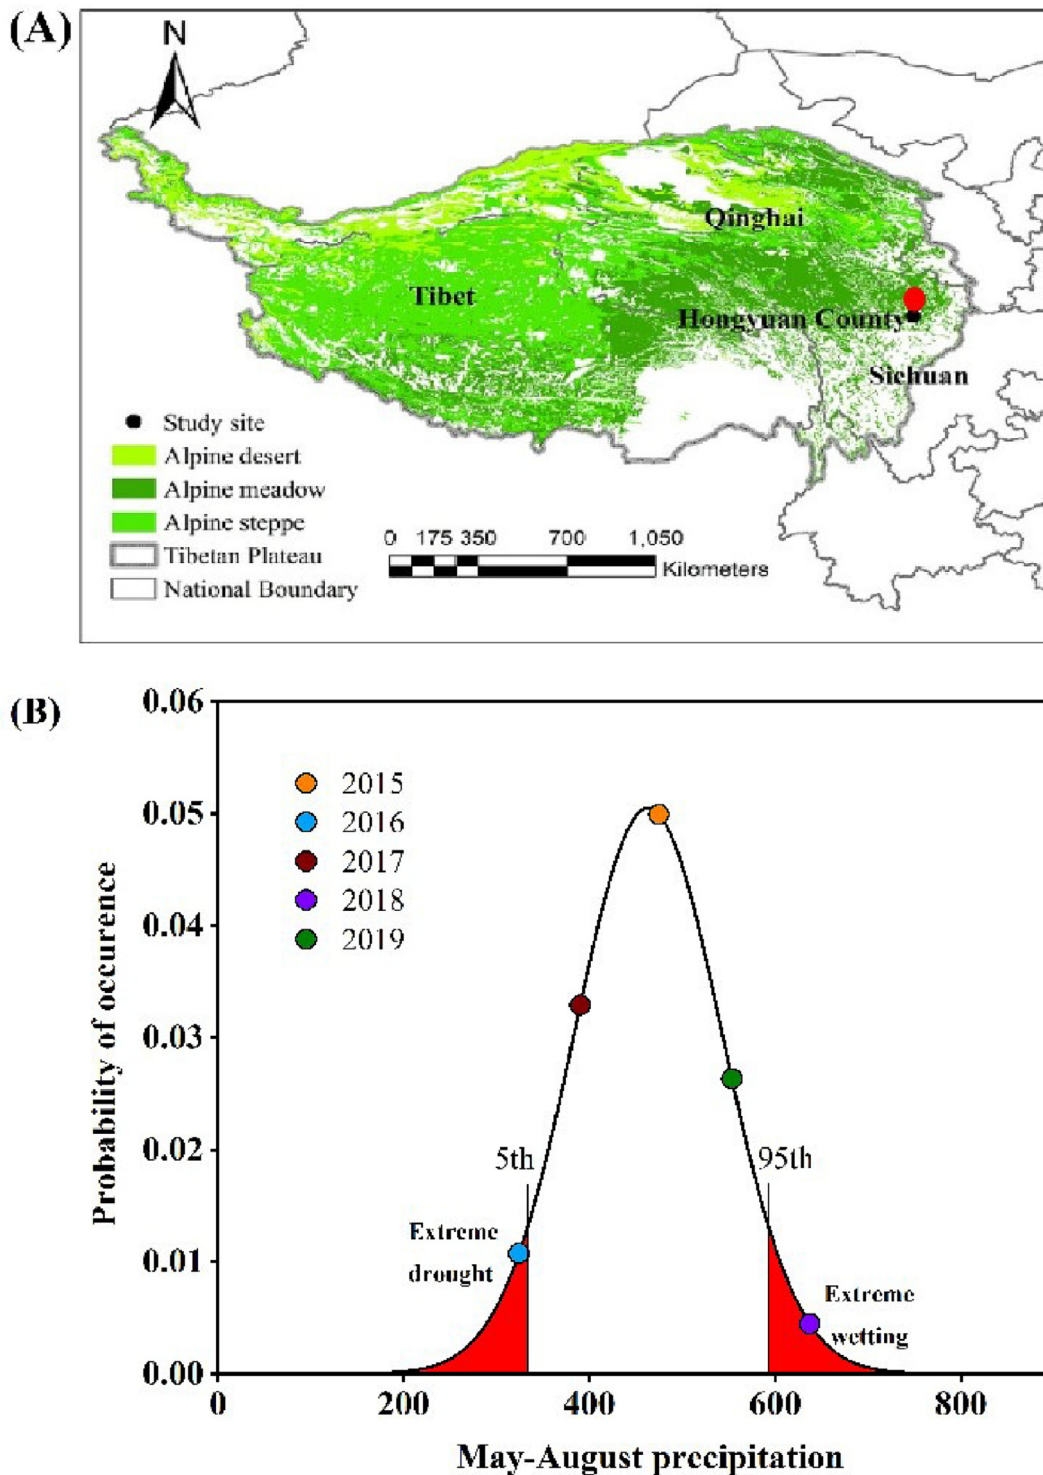 (A)
N
Qinghai
Tibet
Hongyuan County
Sichuan
Study site
Alpine desert
Alpine meadow
Alpine steppe
Tibetan Plateau
National Boundary
0 175 350 700 1,050
Kilometers
(B)
0.06
0.05
0.04
0.03
0.02
0.01
0.00
Probability of occurence
2015
2016
2017
2018
2019
5th
95th
Extreme
drought
Extreme
wetting
0 200 400 600 800
May-August precipitation